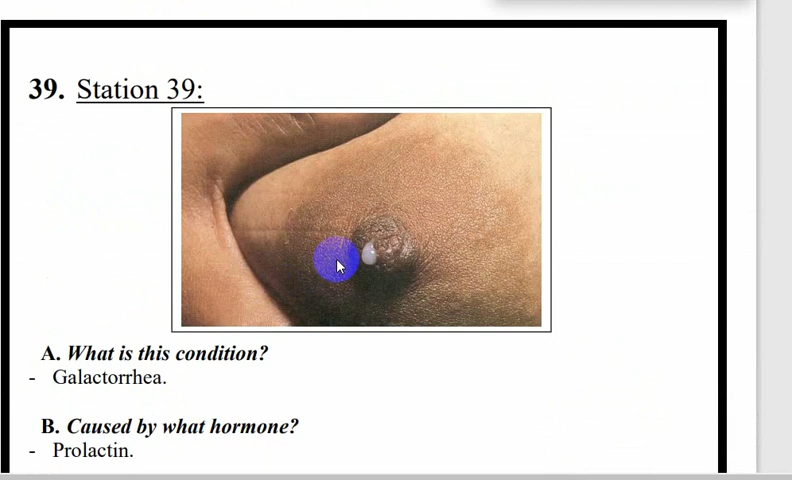 39. Station 39:
A. What is this condition?
- Galactorrhea.
B. Caused by what hormone?
- Prolactin.